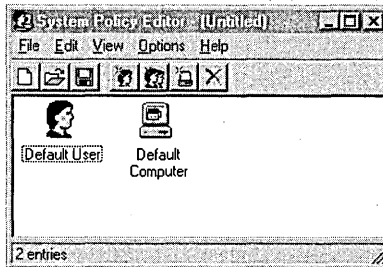 System Policy Editor - (Untitled)
File Edit View Options Help
Default User
Default
Computer
2 entries